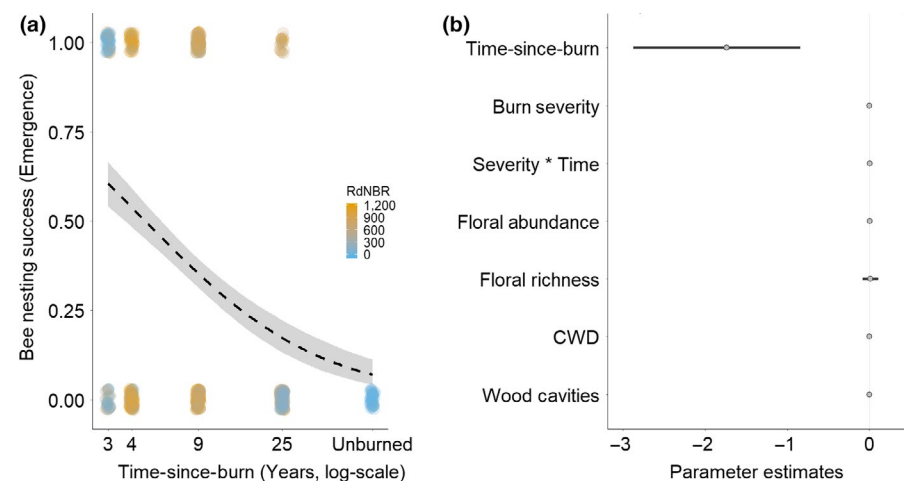 (a)
Bee nesting success (Emergence)
1.00
0.75
0.50
0.25
0.00
RdNBR
1,200
900
600
300
0
3 4 9 25 Unburned
Time-since-burn (Years, log-scale)
(b)
Time-since-burn
Burn severity
Severity * Time
Floral abundance
Floral richness
CWD
Wood cavities
−3 −2 −1 0
Parameter estimates